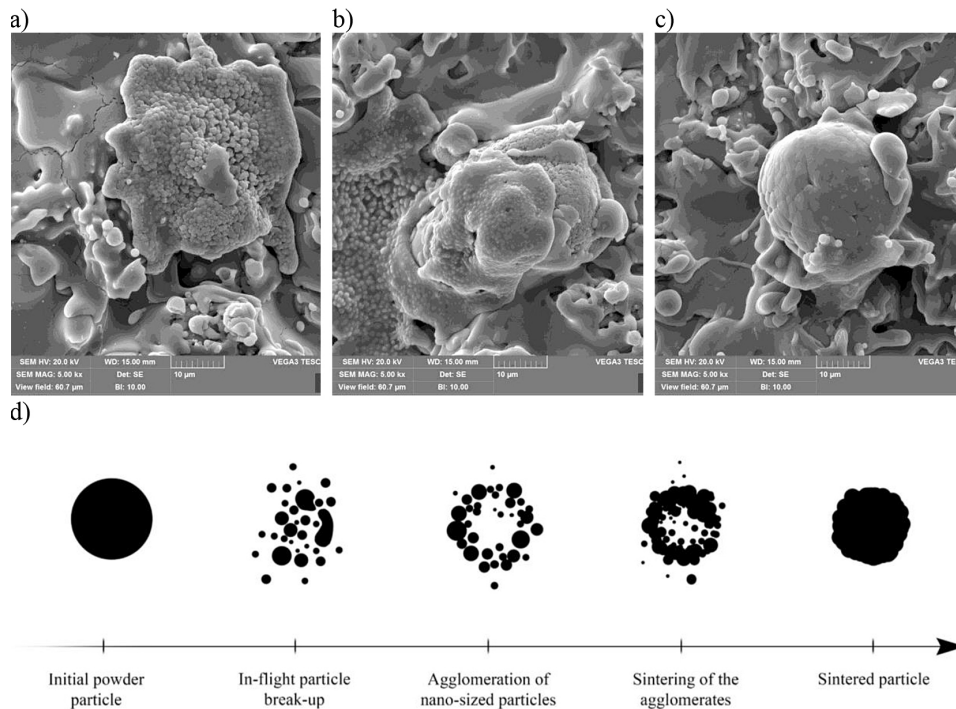 a)
b)
c)
SEM HV: 20.0 kV WD: 15.00 mm VEGA3 TESC
SEM MAG: 5.00 kx Det: SE 10 μm
View field: 60.7 μm BI: 10.00
SEM HV: 20.0 kV WD: 15.00 mm VEGA3 TESC
SEM MAG: 5.00 kx Det: SE 10 μm
View field: 60.7 μm BI: 10.00
SEM HV: 20.0 kV WD: 15.00 mm VEGA3 TESC
SEM MAG: 5.00 kx Det: SE 10 μm
View field: 60.7 μm BI: 10.00
d)
Initial powder
particle
In-flight particle
break-up
Agglomeration of
nano-sized particles
Sintering of the
agglomerates
Sintered particle